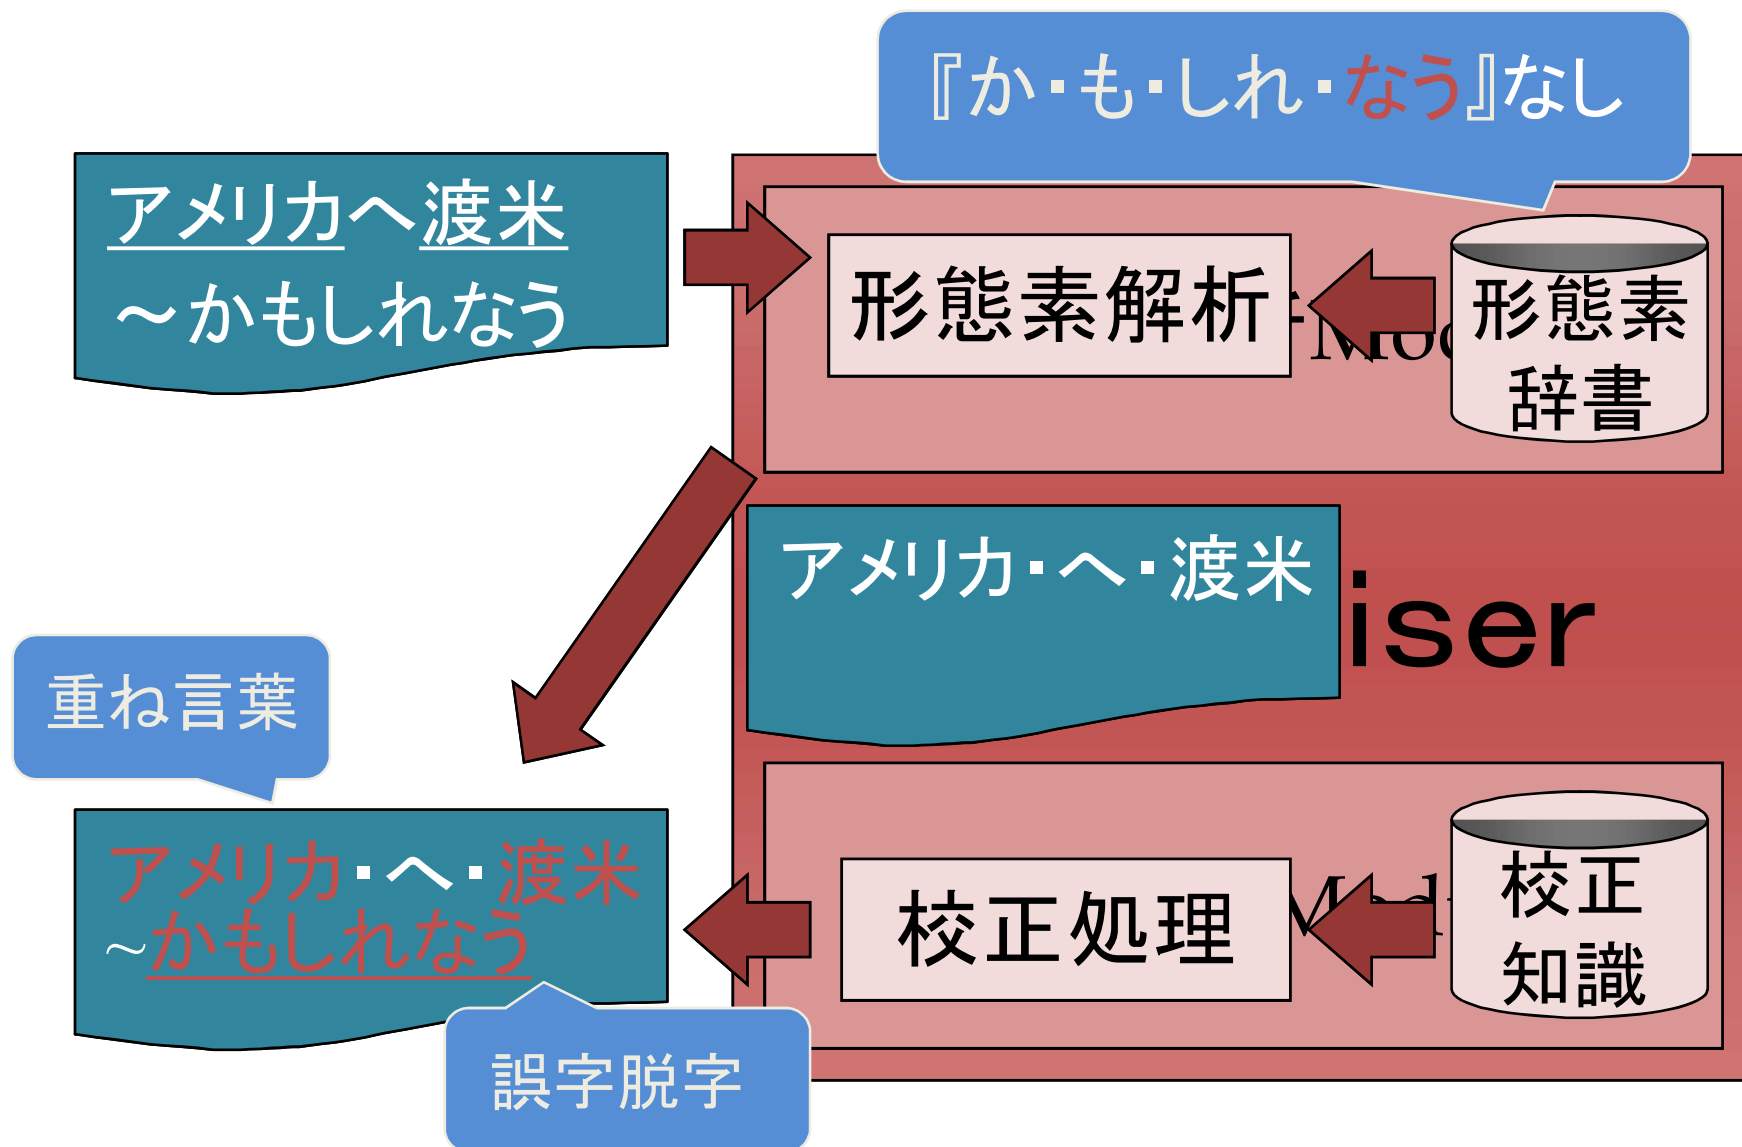 『か・も・しれ・なう』なし
アメリカへ渡米
～かもしれなう
形態素解析
形態素
辞書
アメリカ・へ・渡米
iser
重ね言葉
アメリカ・へ・渡米
~かもしれなう
校正処理
校正
知識
誤字脱字